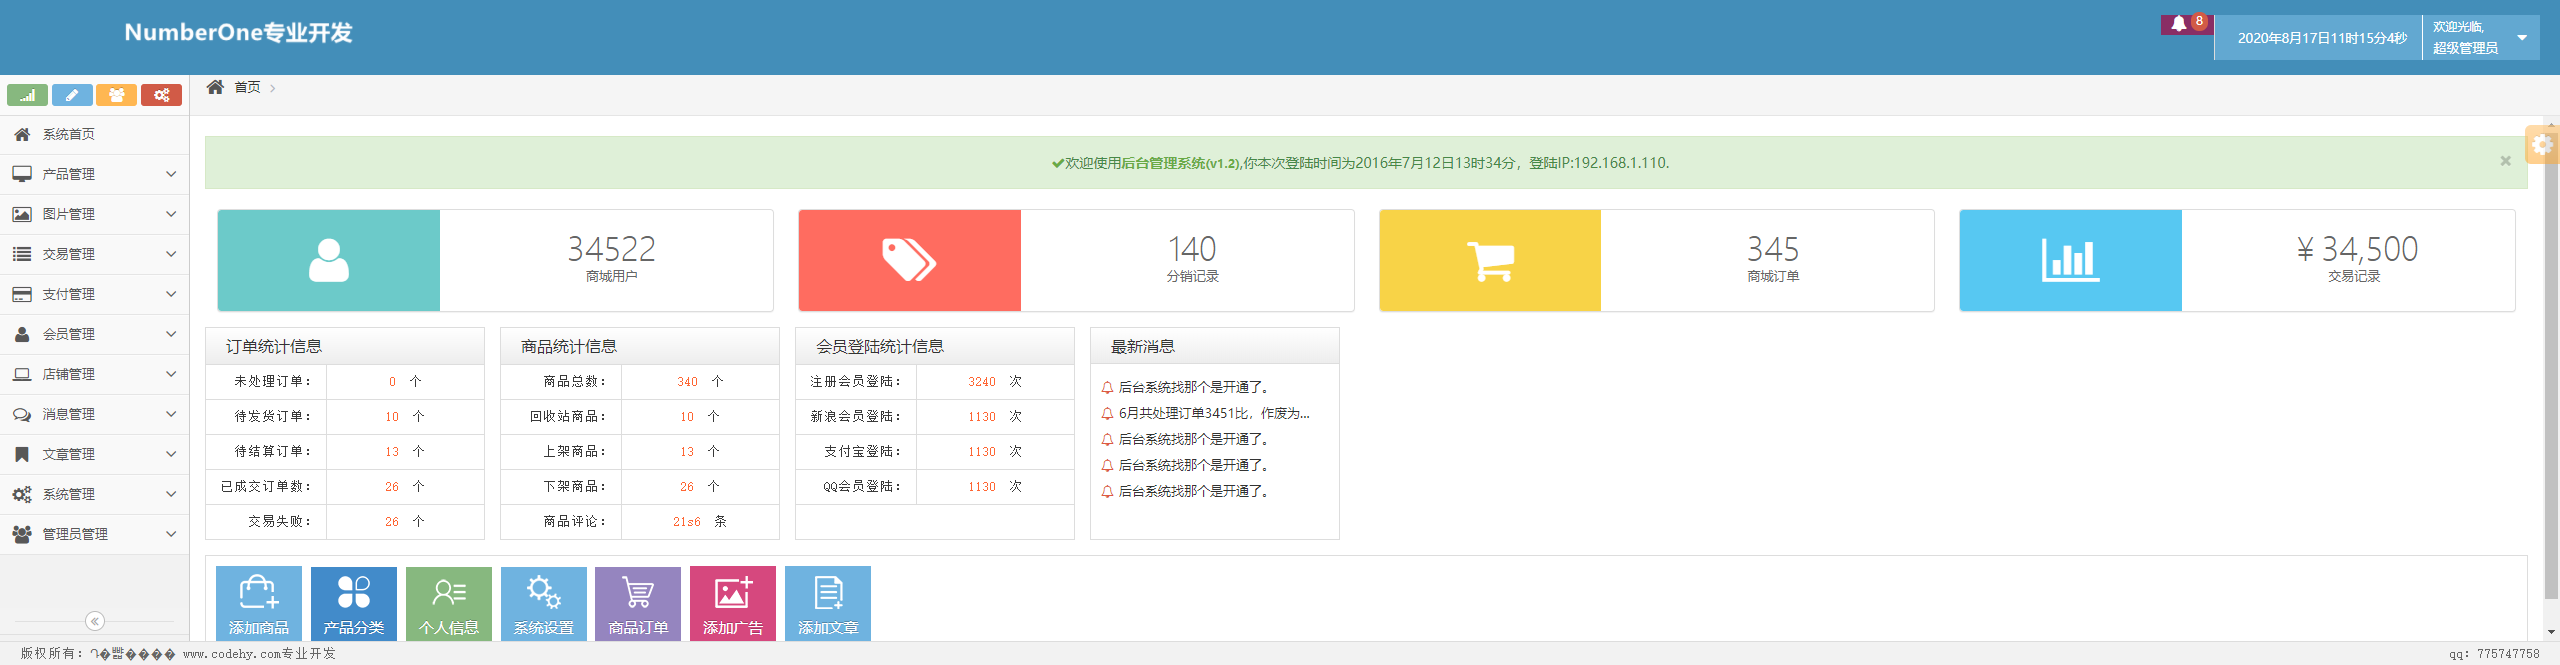 NumberOne专业开发
8
2020年8月17日11时15分4秒
欢迎光临,
超级管理员
首页
系统首页
产品管理
图片管理
交易管理
支付管理
会员管理
店铺管理
消息管理
文章管理
系统管理
管理员管理
欢迎使用后台管理系统(v1.2),你本次登陆时间为2016年7月12日13时34分，登陆IP:192.168.1.110.
34522
商城用户
140
分销记录
345
商城订单
¥ 34,500
交易记录
订单统计信息
未处理订单： 0 个
待发货订单： 10 个
待结算订单： 13 个
已成交订单数： 26 个
交易失败： 26 个
商品统计信息
商品总数： 340 个
回收站商品： 10 个
上架商品： 13 个
下架商品： 26 个
商品评论： 21s6 条
会员登陆统计信息
注册会员登陆： 3240 次
新浪会员登陆： 1130 次
支付宝登陆： 1130 次
QQ会员登陆： 1130 次
最新消息
后台系统找那个是开通了。
6月共处理订单3451比，作废为...
后台系统找那个是开通了。
后台系统找那个是开通了。
后台系统找那个是开通了。
添加商品
产品分类
个人信息
系统设置
商品订单
添加广告
添加文章
版权所有： www.codehy.com专业开发
qq: 775747758